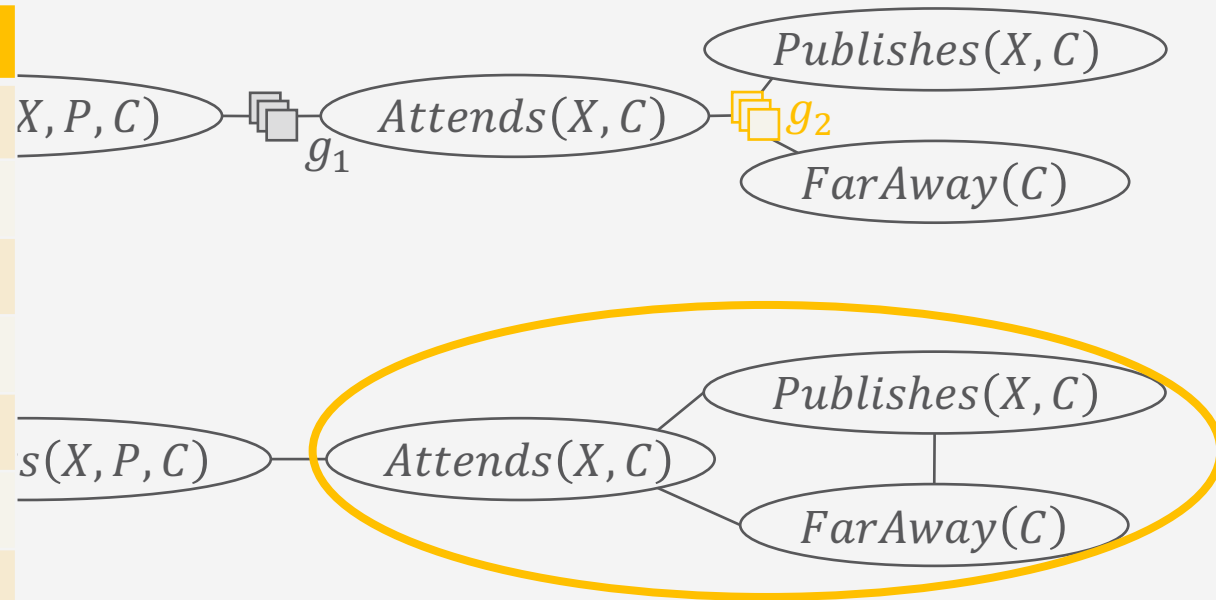 Publishes(X, C)
X, P, C)
Attends(X, C)
g₂
g₁
FarAway(C)
Publishes(X, C)
s(X, P, C)
Attends(X, C)
FarAway(C)